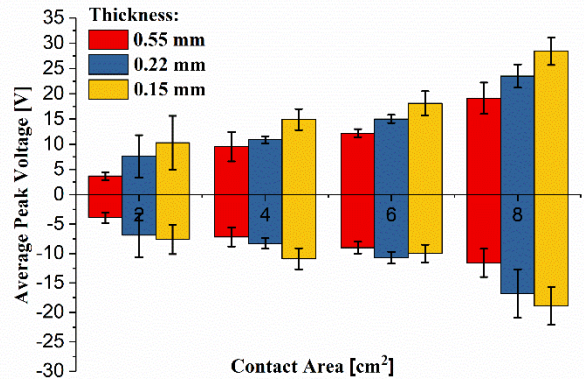 Thickness:
0.55 mm
0.22 mm
0.15 mm
Average Peak Voltage [V]
35
30
25
20
15
10
5
0
-5
-10
-15
-20
-25
-30
2 4 6 8
Contact Area [cm²]